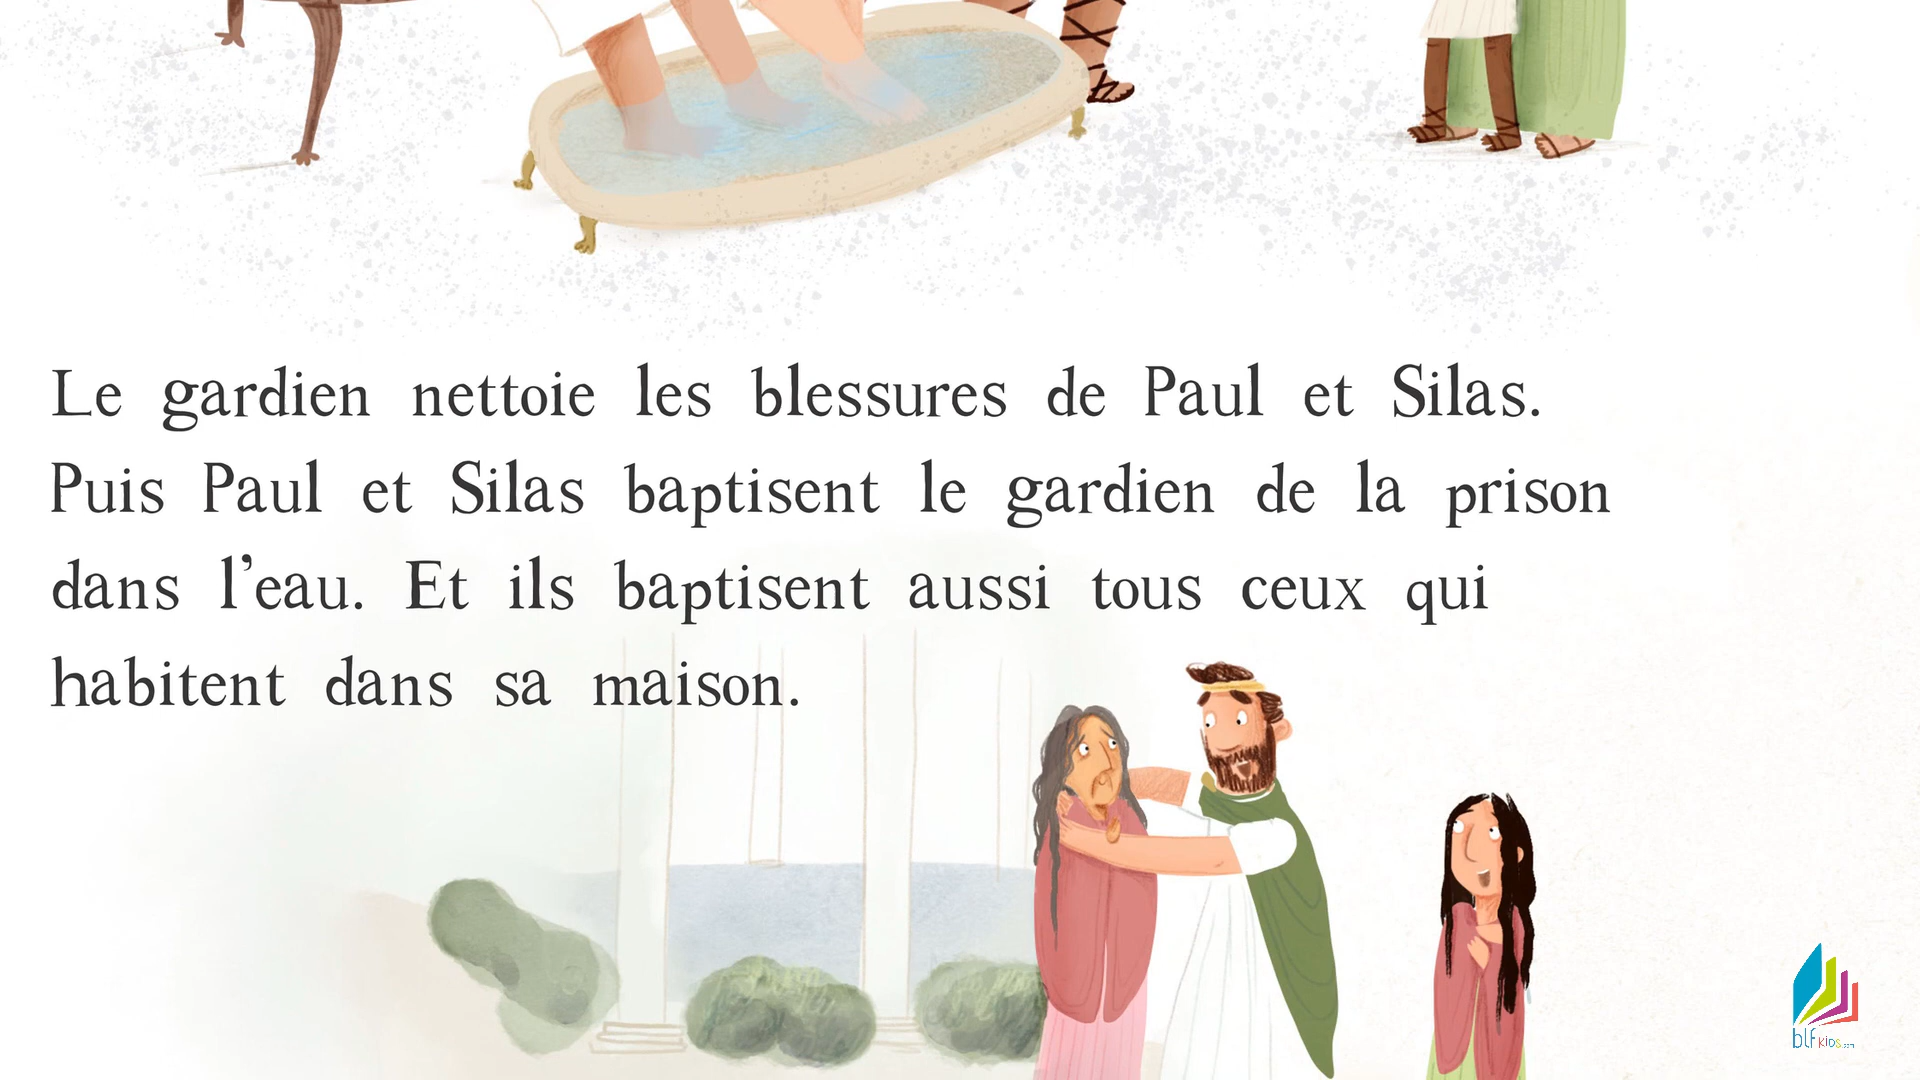 Le gardien nettoie les blessures de Paul et Silas.
Puis Paul et Silas baptisent le gardien de la prison
dans l’eau. Et ils baptisent aussi tous ceux qui
habitent dans sa maison.
blf kids.com